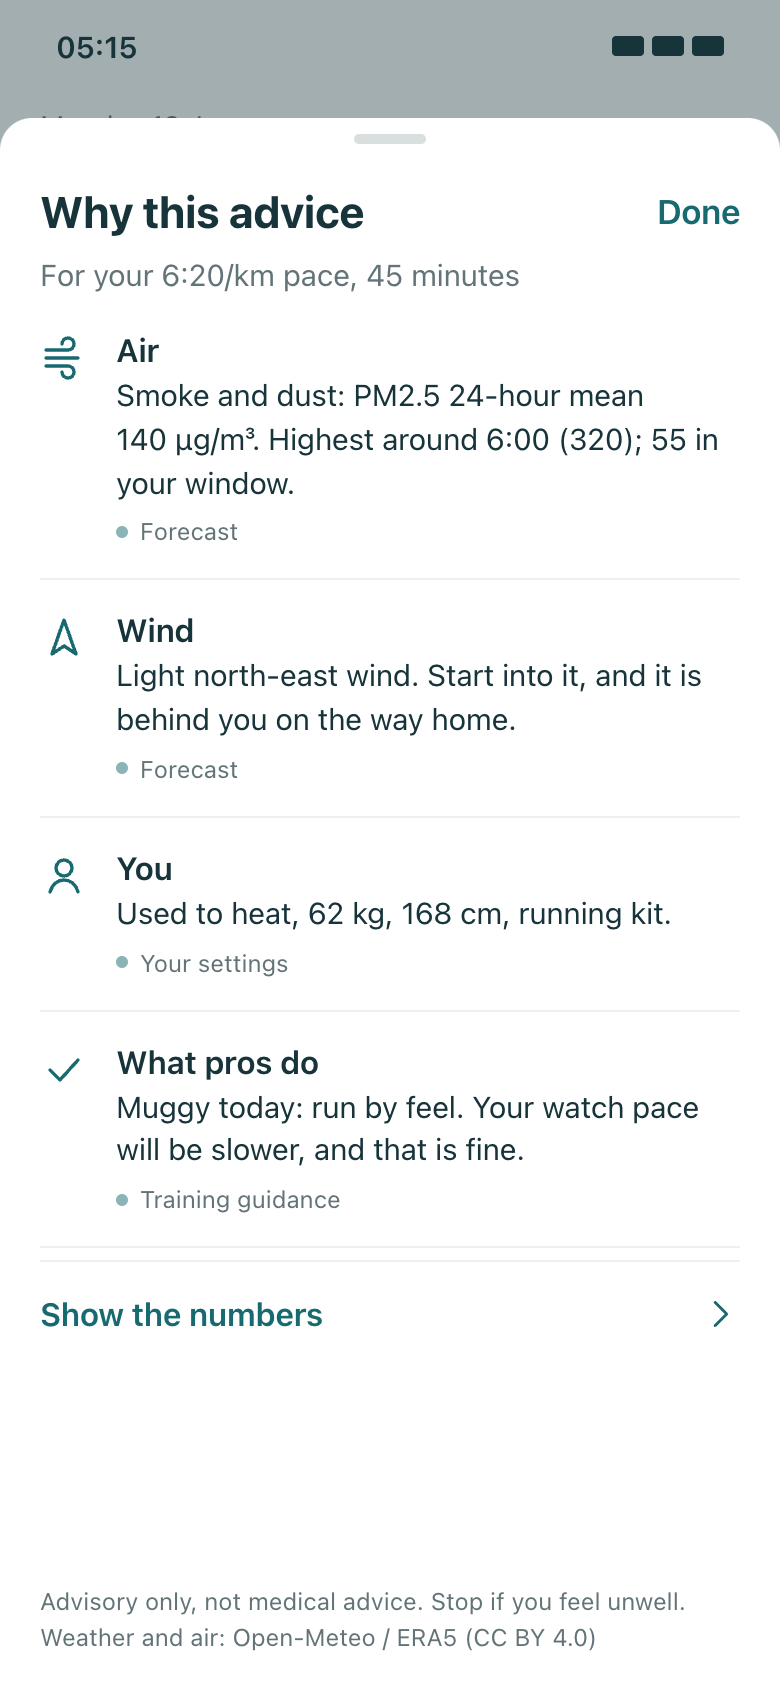 05:15
Why this advice
Done
For your 6:20/km pace, 45 minutes
Air
Smoke and dust: PM2.5 24-hour mean
140 µg/m³. Highest around 6:00 (320); 55 in
your window.
Forecast
Wind
Light north-east wind. Start into it, and it is
behind you on the way home.
Forecast
You
Used to heat, 62 kg, 168 cm, running kit.
Your settings
What pros do
Muggy today: run by feel. Your watch pace
will be slower, and that is fine.
Training guidance
Show the numbers
Advisory only, not medical advice. Stop if you feel unwell.
Weather and air: Open-Meteo / ERA5 (CC BY 4.0)